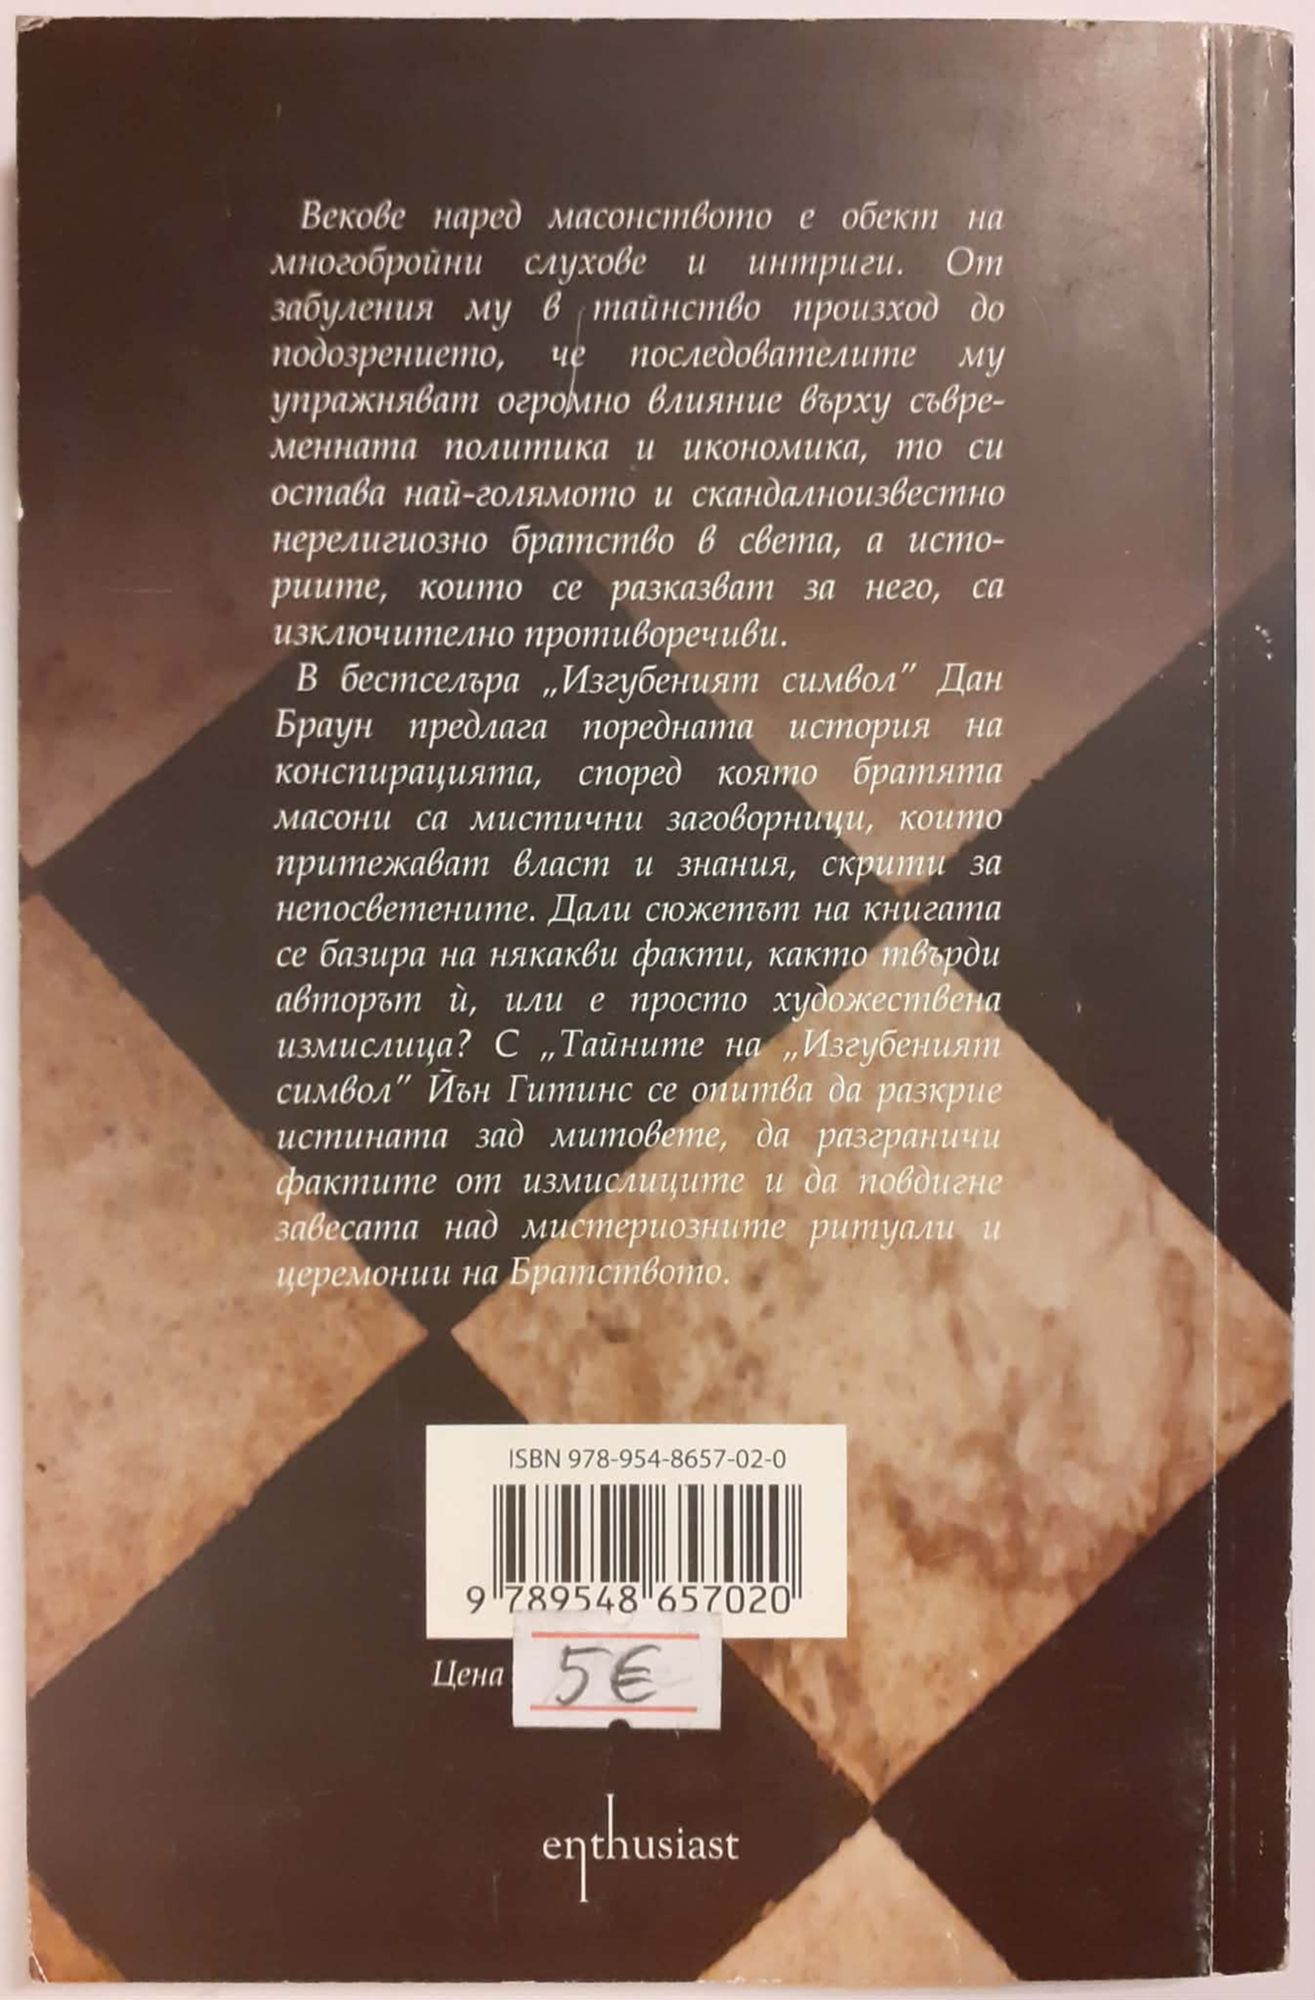 Векове наред масонството е обект на
многобройни слухове и интриги. От
забуления му в тайнство произход до
подозрението, че последователите му
упражняват огромно влияние върху съвре-
менната политика и икономика, то си
остава най-голямото и скандалноизвестно
нерелигиозно братство в света, а исто-
риите, които се разказват за него, са
изключително противоречиви.
В бестселъра „Изгубеният символ” Дан
Браун предлага поредната история на
конспирацията, според която братята
масони са мистични заговорници, които
притежават власт и знания, скрити за
непосветените. Дали сюжетът на книгата
се базира на някакви факти, както твърди
авторът ѝ, или е просто художествена
измислица? С „Тайните на „Изгубеният
символ” Йън Гитинс се опитва да разкрие
истината зад митовете, да разграничи
фактите от измислиците и да повдигне
завесата над мистериозните ритуали и
церемонии на Братството.
ISBN 978-954-8657-02-0
9 789548 657020
Цена 5€
enthusiast